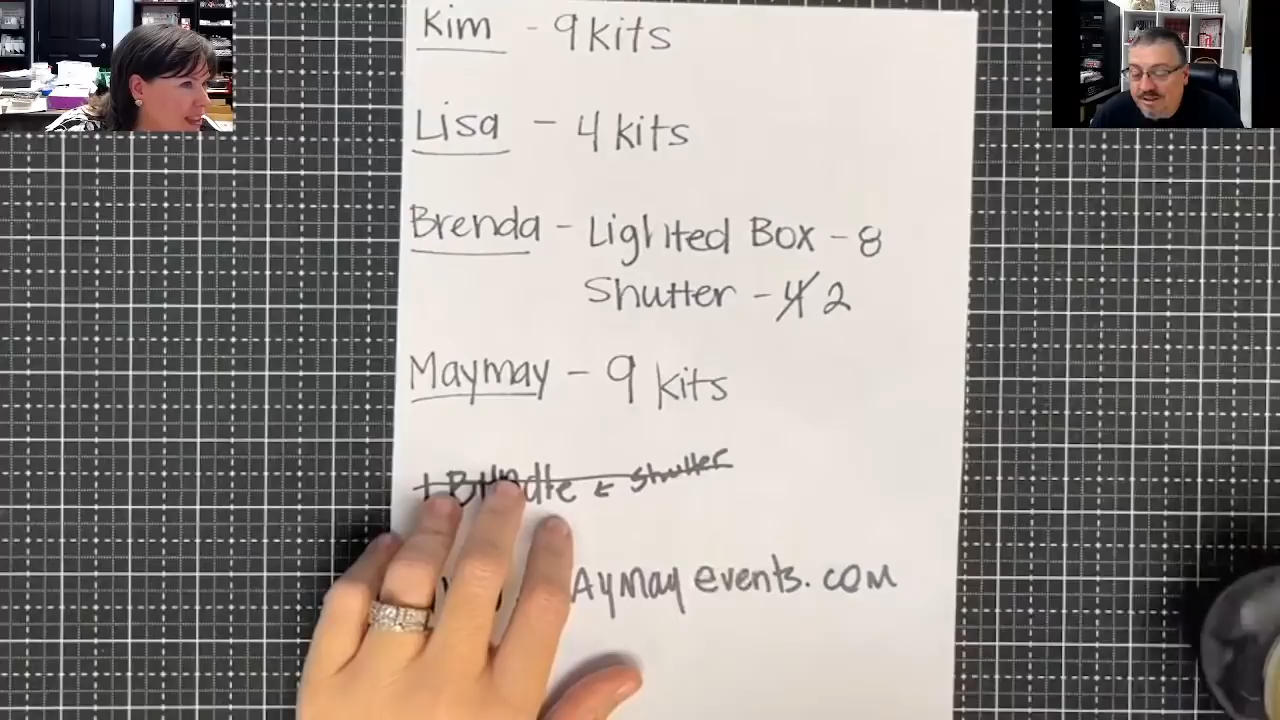 Kim - 9 kits
Lisa - 4 kits
Brenda - Lighted Box - 8
Shutter - 4 2
Maymay - 9 kits
1 Bundle ← Shutter
aymay events.com